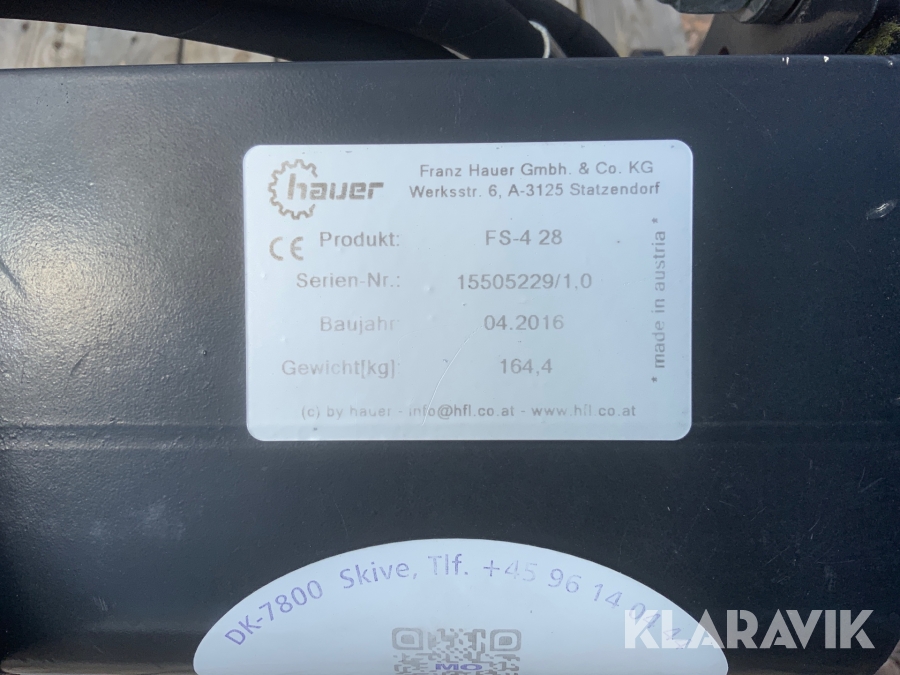 hauer
Franz Hauer Gmbh. & Co. KG
Werksstr. 6, A-3125 Statzendorf
CE
Produkt: FS-4 28
Serien-Nr.: 15505229/1,0
Baujahr 04.2016
Gewicht[kg]: 164,4
* made in austria *
(c) by hauer - info@hfl.co.at - www.hfl.co.at
DK-7800 Skive, Tlf. +45 96 14
MO
KLARAVIK